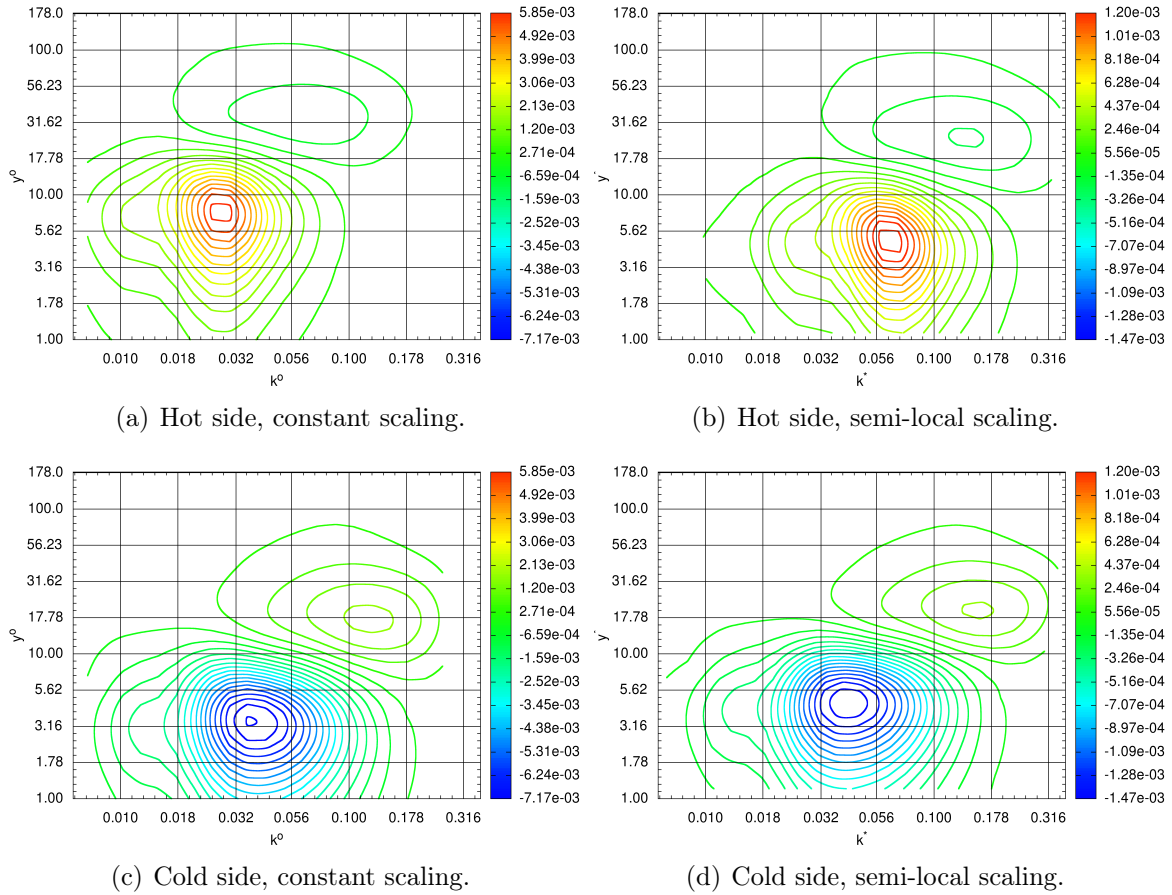 178.0
100.0
56.23
31.62
17.78
10.00
5.62
3.16
1.78
1.00
y°
0.010 0.018 0.032 0.056 0.100 0.178 0.316
k°
5.85e-03
4.92e-03
3.99e-03
3.06e-03
2.13e-03
1.20e-03
2.71e-04
-6.59e-04
-1.59e-03
-2.52e-03
-3.45e-03
-4.38e-03
-5.31e-03
-6.24e-03
-7.17e-03
(a) Hot side, constant scaling.
178.0
100.0
56.23
31.62
17.78
10.00
5.62
3.16
1.78
1.00
y*
0.010 0.018 0.032 0.056 0.100 0.178 0.316
k*
1.20e-03
1.01e-03
8.19e-04
6.28e-04
4.37e-04
2.46e-04
5.56e-05
-1.35e-04
-3.26e-04
-5.16e-04
-7.07e-04
-8.97e-04
-1.09e-03
-1.28e-03
-1.47e-03
(b) Hot side, semi-local scaling.
178.0
100.0
56.23
31.62
17.78
10.00
5.62
3.16
1.78
1.00
y°
0.010 0.018 0.032 0.056 0.100 0.178 0.316
k°
5.85e-03
4.92e-03
3.99e-03
3.06e-03
2.13e-03
1.20e-03
2.71e-04
-6.59e-04
-1.59e-03
-2.52e-03
-3.45e-03
-4.38e-03
-5.31e-03
-6.24e-03
-7.17e-03
(c) Cold side, constant scaling.
178.0
100.0
56.23
31.62
17.78
10.00
5.62
3.16
1.78
1.00
y*
0.010 0.018 0.032 0.056 0.100 0.178 0.316
k*
1.20e-03
1.01e-03
8.19e-04
6.28e-04
4.37e-04
2.46e-04
5.56e-05
-1.35e-04
-3.26e-04
-5.16e-04
-7.07e-04
-8.97e-04
-1.09e-03
-1.28e-03
-1.47e-03
(d) Cold side, semi-local scaling.